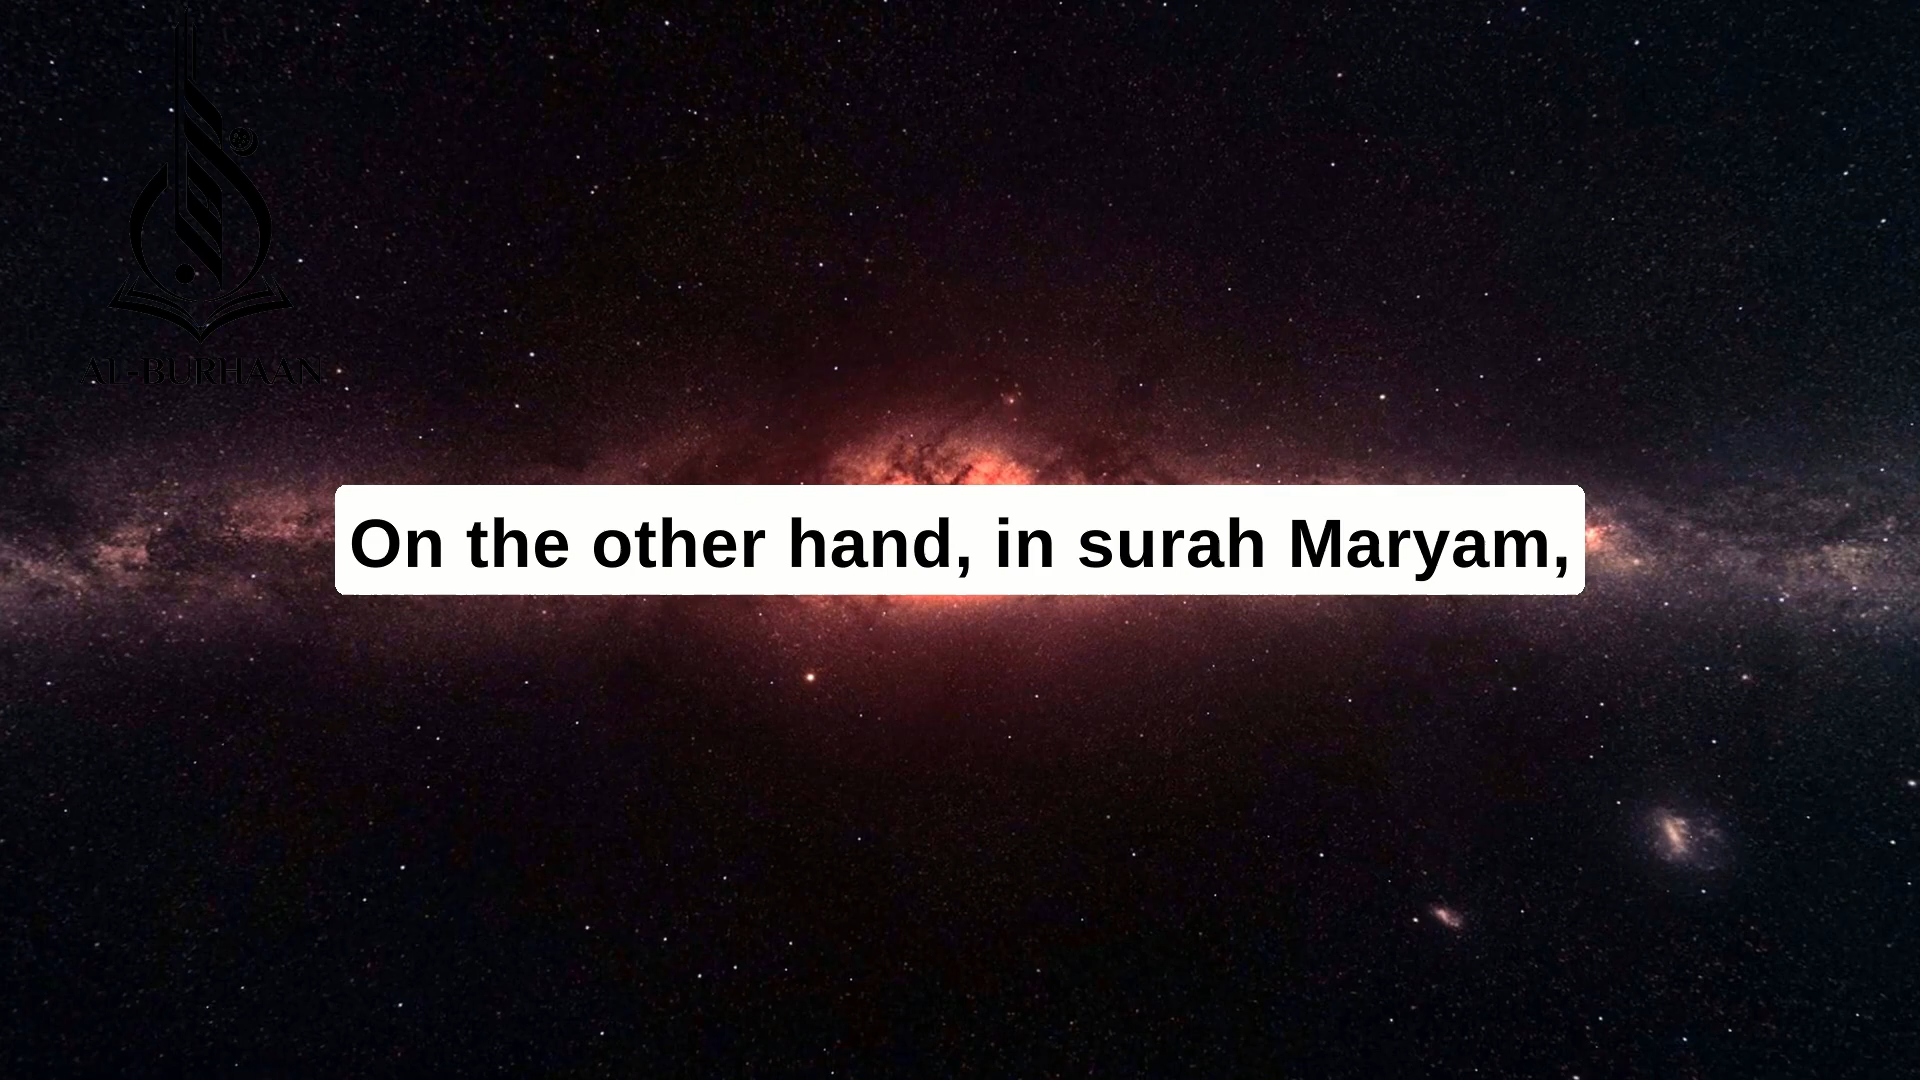 AL-BURHAAN
On the other hand, in surah Maryam,